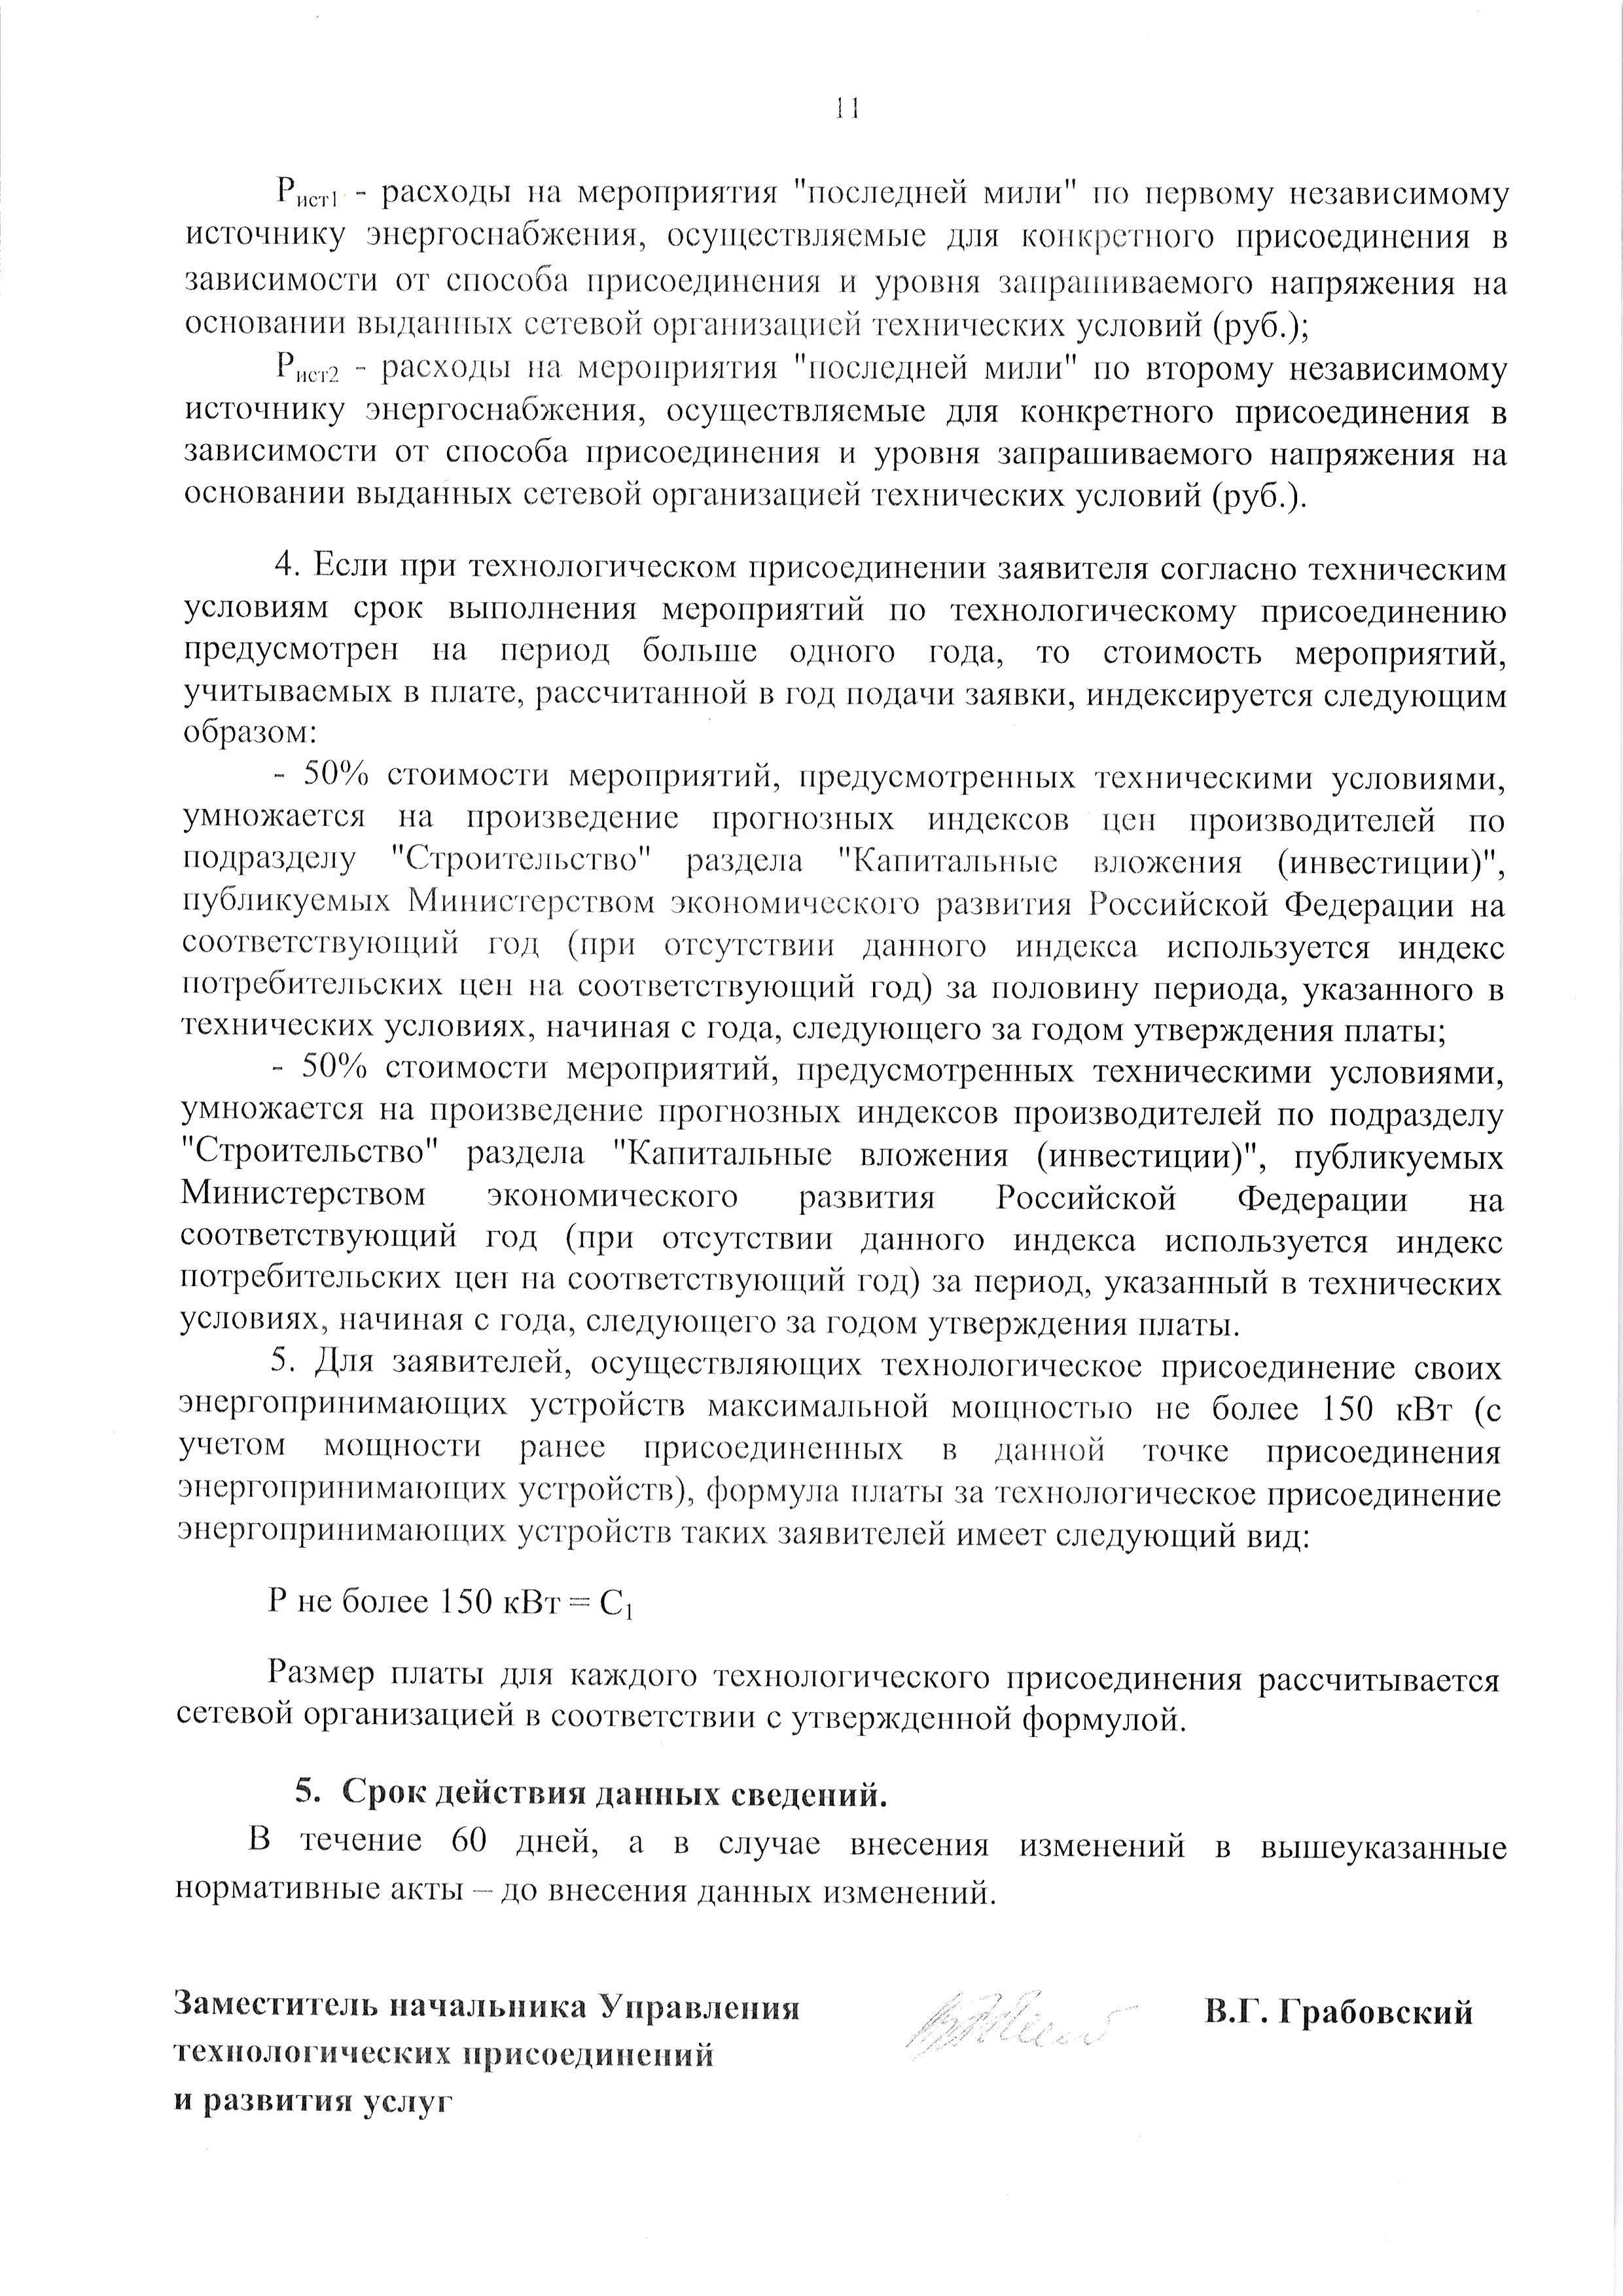 11
Рист1 - расходы на мероприятия "последней мили" по первому независимому
источнику энергоснабжения, осуществляемые для конкретного присоединения в
зависимости от способа присоединения и уровня запрашиваемого напряжения на
основании выданных сетевой организацией технических условий (руб.);
Рист2 - расходы на мероприятия "последней мили" по второму независимому
источнику энергоснабжения, осуществляемые для конкретного присоединения в
зависимости от способа присоединения и уровня запрашиваемого напряжения на
основании выданных сетевой организацией технических условий (руб.).
4. Если при технологическом присоединении заявителя согласно техническим
условиям срок выполнения мероприятий по технологическому присоединению
предусмотрен на период больше одного года, то стоимость мероприятий,
учитываемых в плате, рассчитанной в год подачи заявки, индексируется следующим
образом:
- 50% стоимости мероприятий, предусмотренных техническими условиями,
умножается на произведение прогнозных индексов цен производителей по
подразделу "Строительство" раздела "Капитальные вложения (инвестиции)",
публикуемых Министерством экономического развития Российской Федерации на
соответствующий год (при отсутствии данного индекса используется индекс
потребительских цен на соответствующий год) за половину периода, указанного в
технических условиях, начиная с года, следующего за годом утверждения платы;
- 50% стоимости мероприятий, предусмотренных техническими условиями,
умножается на произведение прогнозных индексов производителей по подразделу
"Строительство" раздела "Капитальные вложения (инвестиции)", публикуемых
Министерством экономического развития Российской Федерации на
соответствующий год (при отсутствии данного индекса используется индекс
потребительских цен на соответствующий год) за период, указанный в технических
условиях, начиная с года, следующего за годом утверждения платы.
5. Для заявителей, осуществляющих технологическое присоединение своих
энергопринимающих устройств максимальной мощностью не более 150 кВт (с
учетом мощности ранее присоединенных в данной точке присоединения
энергопринимающих устройств), формула платы за технологическое присоединение
энергопринимающих устройств таких заявителей имеет следующий вид:
Р не более 150 кВт = С1
Размер платы для каждого технологического присоединения рассчитывается
сетевой организацией в соответствии с утвержденной формулой.
5. Срок действия данных сведений.
В течение 60 дней, а в случае внесения изменений в вышеуказанные
нормативные акты – до внесения данных изменений.
Заместитель начальника Управления В.Г. Грабовский
технологических присоединений
и развития услуг